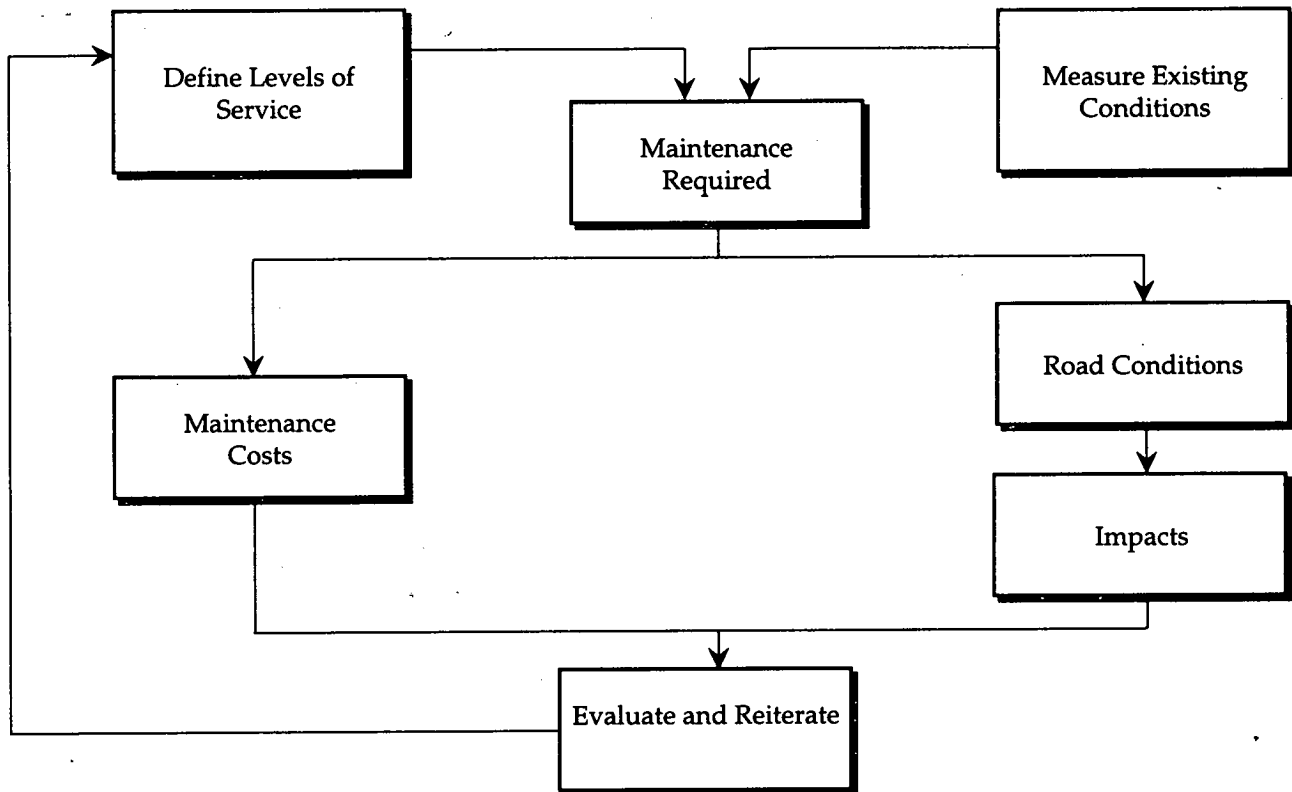 Define Levels of
Service
Measure Existing
Conditions
Maintenance
Required
Road Conditions
Maintenance
Costs
Impacts
Evaluate and Reiterate